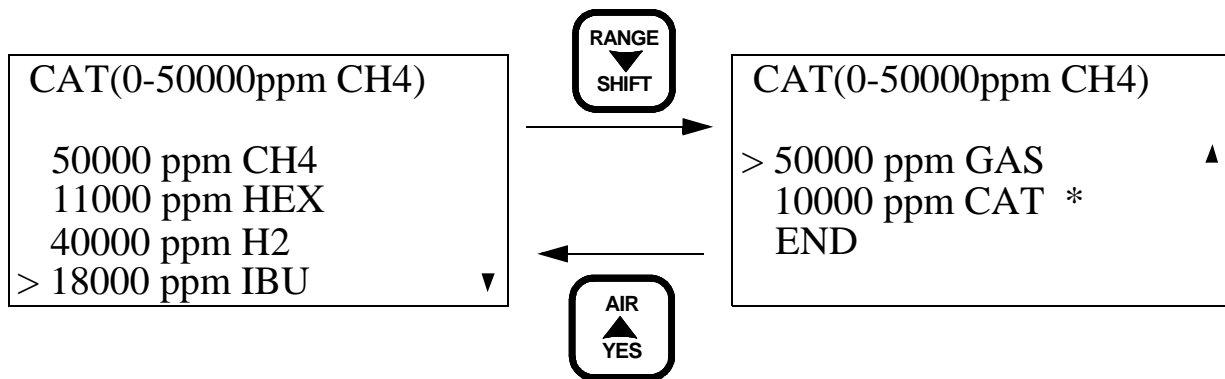 CAT(0-50000ppm CH4)
50000 ppm CH4
11000 ppm HEX
40000 ppm H2
> 18000 ppm IBU
RANGE
SHIFT
AIR
YES
CAT(0-50000ppm CH4)
> 50000 ppm GAS
10000 ppm CAT *
END